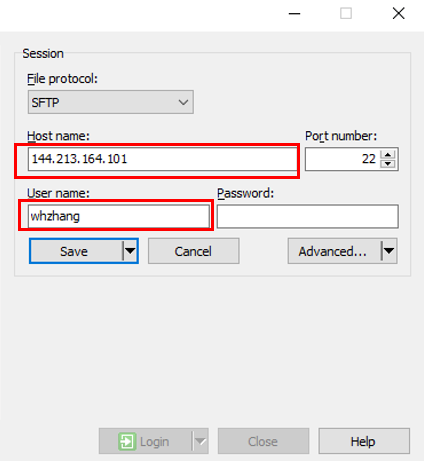 Session
File protocol:
SFTP
Host name: Port number:
144.213.164.101 22
User name: Password:
whzhang
Save Cancel Advanced...
Login Close Help